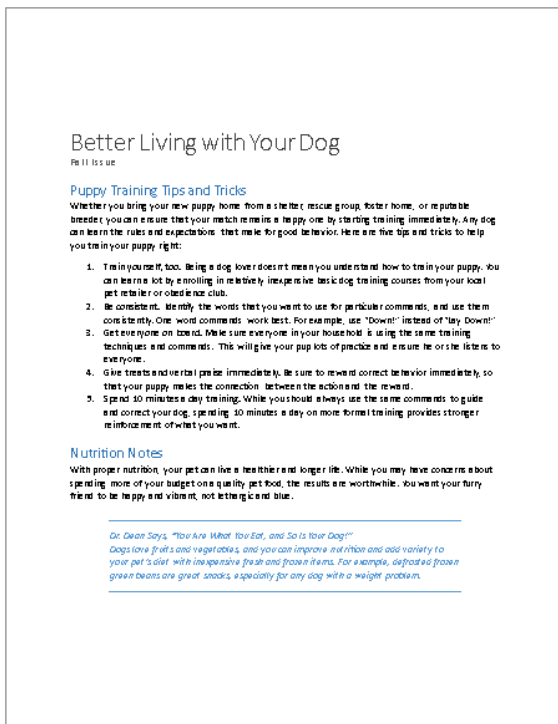 Better Living with Your Dog
Fall Issue
Puppy Training Tips and Tricks
Whether you bring your new puppy home from a shelter, rescue group, foster home, or reputable
breeder, you can ensure that your match remains a happy one by starting training immediately. Any dog
can learn the rules and expectations that make for good behavior. Here are five tips and tricks to help
you train your puppy right:
1. Train yourself, too. Being a dog lover doesn't mean you understand how to train your puppy. You
can learn a lot by enrolling in relatively inexpensive basic dog training courses from your local
pet retailer or obedience club.
2. Be consistent. Identify the words that you want to use for particular commands, and use them
consistently. One word commands work best. For example, use "Down!" instead of "Lay Down!"
3. Get everyone on board. Make sure everyone in your household is using the same training
techniques and commands. This will give your pup lots of practice and ensure he or she listens to
everyone.
4. Give treats and verbal praise immediately. Be sure to reward correct behavior immediately, so
that your puppy makes the connection between the action and the reward.
5. Spend 10 minutes a day training. While you should always use the same commands to guide
and correct your dog, spending 10 minutes a day on more formal training provides stronger
reinforcement of what you want.
Nutrition Notes
With proper nutrition, your pet can live a healthier and longer life. While you may have concerns about
spending more of your budget on a quality pet food, the results are worthwhile. You want your furry
friend to be happy and vibrant, not lethargic and blue.
Dr. Dean Says, "You Are What You Eat, and So Is Your Dog!"
Dogs love fruits and vegetables, and you can improve nutrition and add variety to
your pet's diet with inexpensive fresh and frozen items. For example, defrosted frozen
green beans are great snacks, especially for any dog with a weight problem.